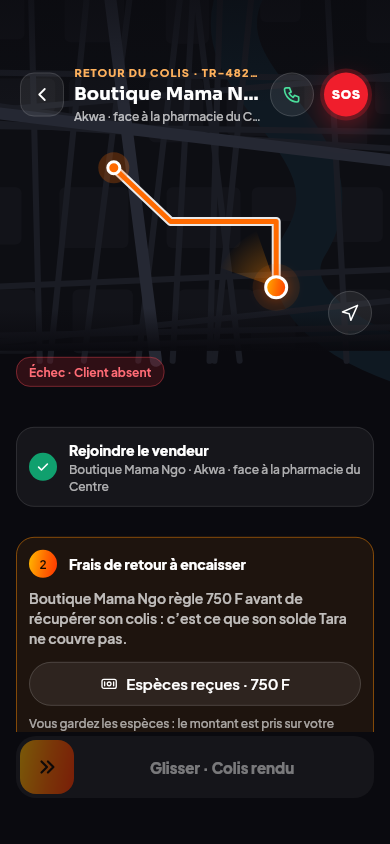 RETOUR DU COLIS · TR-482…
Boutique Mama N…
Akwa · face à la pharmacie du C…
SOS
Échec · Client absent
Rejoindre le vendeur
Boutique Mama Ngo · Akwa · face à la pharmacie du
Centre
2 Frais de retour à encaisser
Boutique Mama Ngo règle 750 F avant de
récupérer son colis : c’est ce que son solde Tara
ne couvre pas.
Espèces reçues · 750 F
Vous gardez les espèces : le montant est pris sur votre
Glisser · Colis rendu